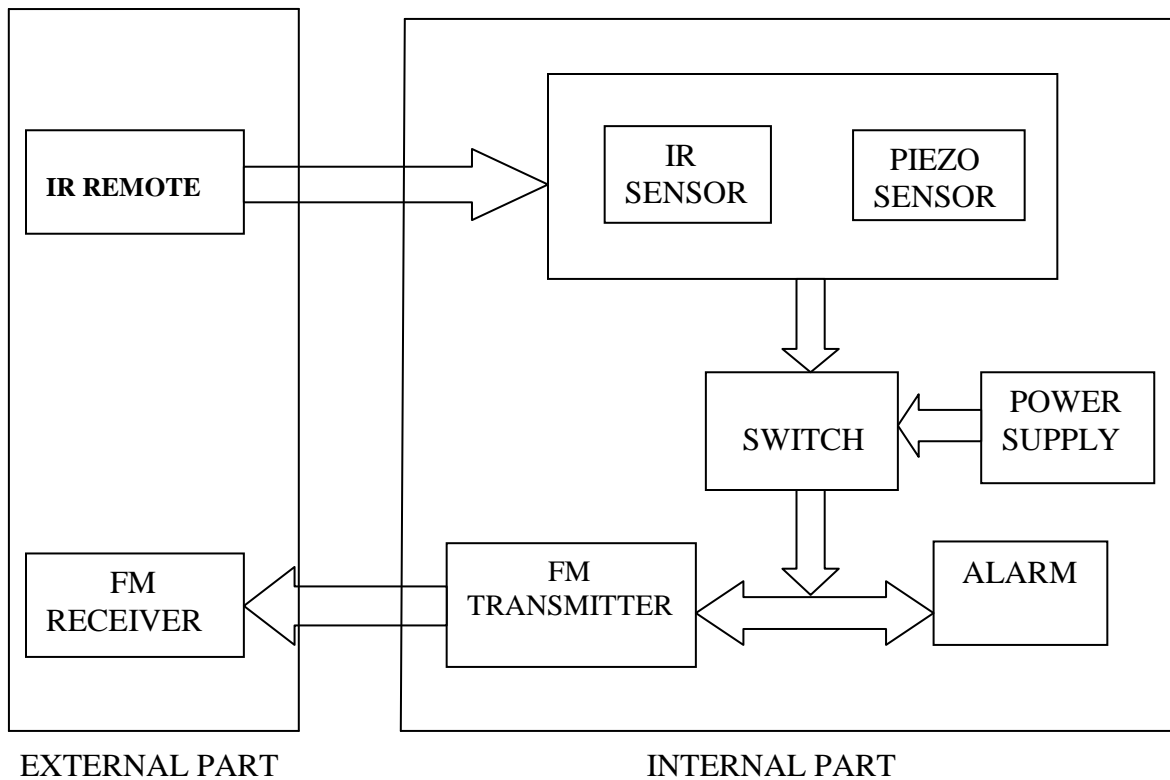 IR REMOTE
IR
SENSOR
PIEZO
SENSOR
SWITCH
POWER
SUPPLY
FM
RECEIVER
FM
TRANSMITTER
ALARM
EXTERNAL PART
INTERNAL PART